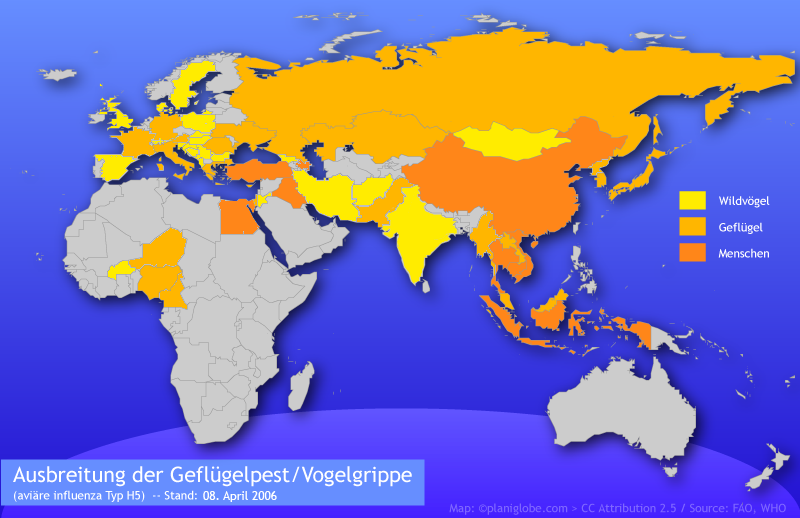 Wildvögel
Geflügel
Menschen
Ausbreitung der Geflügelpest/Vogelgrippe
(aviäre influenza Typ H5) -- Stand: 08. April 2006
Map: ©planiglobe.com > CC Attribution 2.5 / Source: FAO, WHO